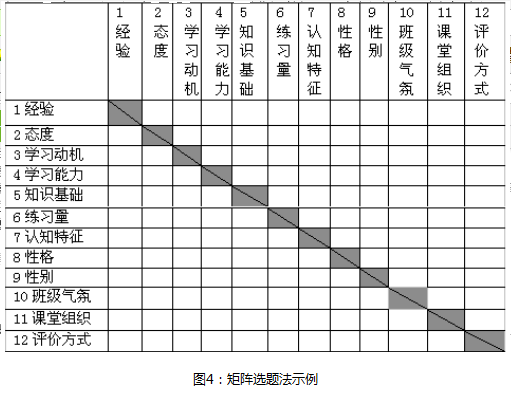 1 经验 2 态度 3 学习动机 4 学习能力 5 知识基础 6 练习量 7 认知特征 8 性格 9 性别 10 班级气氛 11 课堂组织 12 评价方式
1 经验
2 态度
3 学习动机
4 学习能力
5 知识基础
6 练习量
7 认知特征
8 性格
9 性别
10 班级气氛
11 课堂组织
12 评价方式
图4：矩阵选题法示例